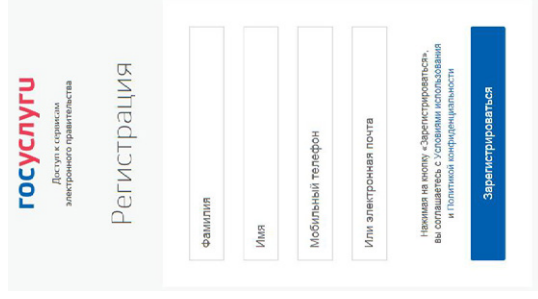 госуслуги
Доступ к сервисам
электронного правительства
Регистрация
Фамилия
Имя
Мобильный телефон
Или электронная почта
Нажимая на кнопку «Зарегистрироваться»,
вы соглашаетесь с Условиями использования
и Политикой конфиденциальности
Зарегистрироваться